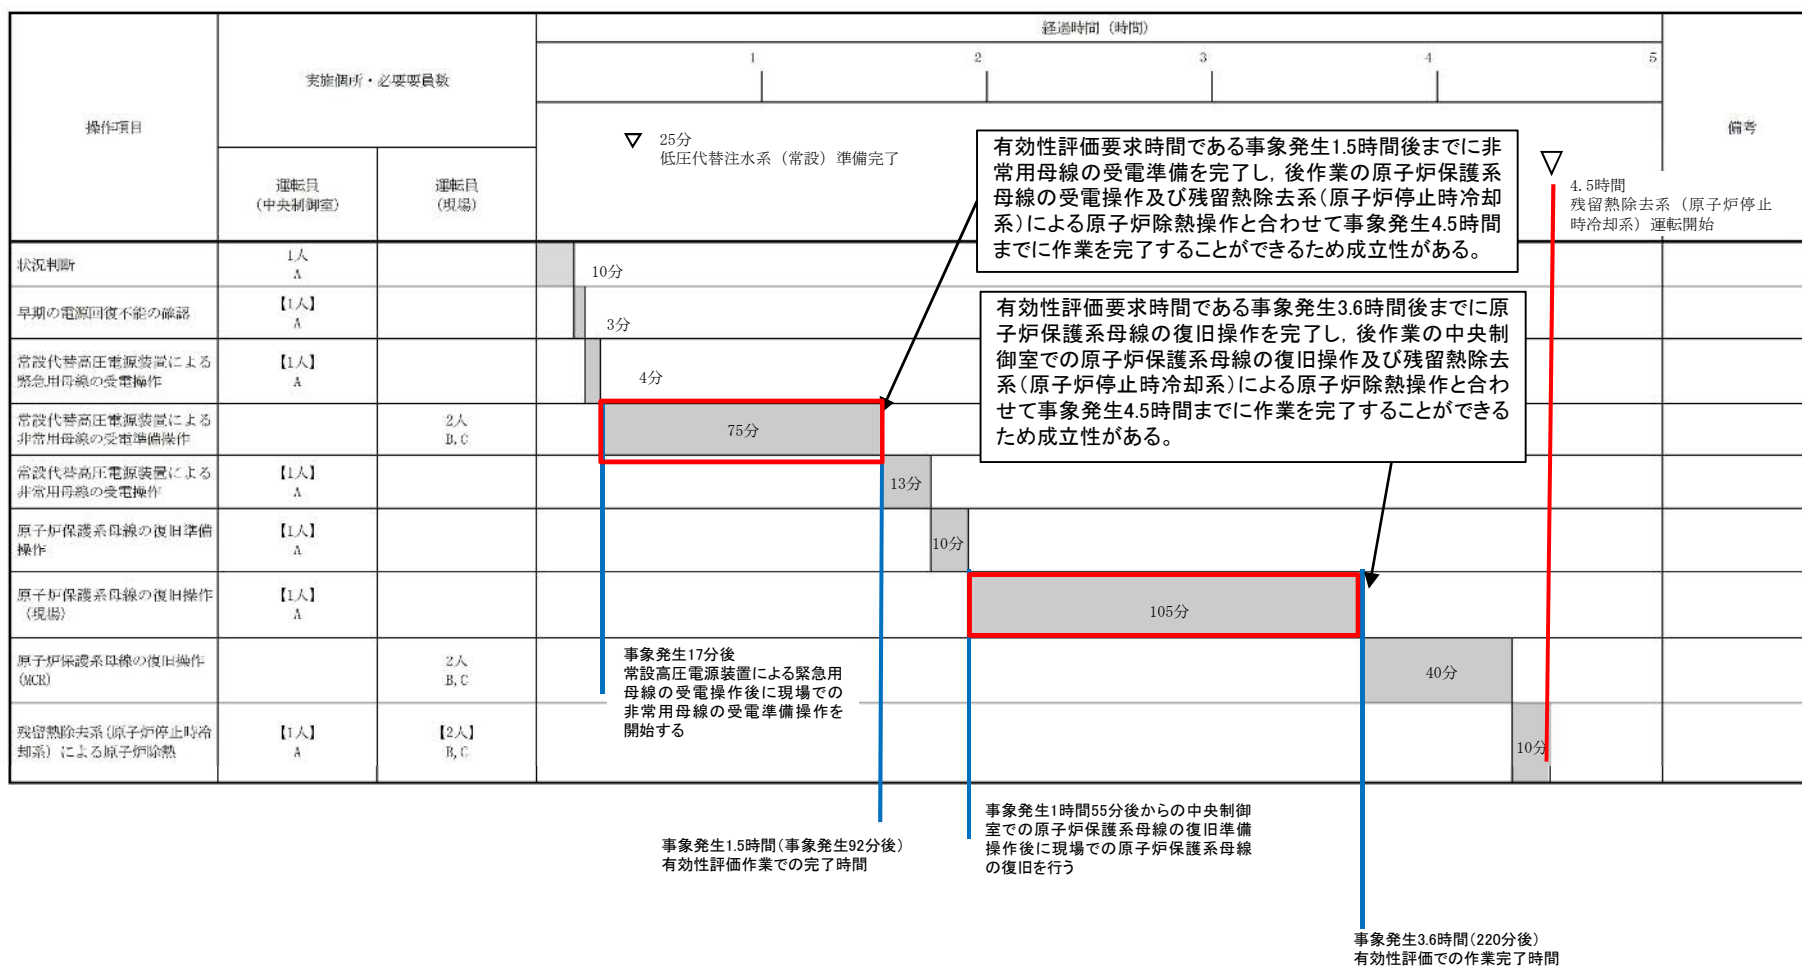 操作項目
実施個所・必要要員数
経過時間（時間）
備考
1
2
3
4
5
運転員
（中央制御室）
運転員
（現場）
25分
低圧代替注水系（常設）準備完了
有効性評価要求時間である事象発生1.5時間後までに非
常用母線の受電準備を完了し，後作業の原子炉保護系
母線の受電操作及び残留熱除去系（原子炉停止時冷却
系）による原子炉除熱操作と合わせて事象発生4.5時間
までに作業を完了することができるため成立性がある。
4.5時間
残留熱除去系（原子炉停止
時冷却系）運転開始
状況判断
1人
A
10分
早期の電源回復不能の確認
【1人】
A
3分
有効性評価要求時間である事象発生3.6時間後までに原
子炉保護系母線の復旧操作を完了し，後作業の中央制
御室での原子炉保護系母線の復旧操作及び残留熱除去
系（原子炉停止時冷却系）による原子炉除熱操作と合わ
せて事象発生4.5時間までに作業を完了することができる
ため成立性がある。
常設代替高圧電源装置による
緊急用母線の受電操作
【1人】
A
4分
常設代替高圧電源装置による
非常用母線の受電準備操作
2人
B,C
75分
常設代替高圧電源装置による
非常用母線の受電操作
【1人】
A
13分
原子炉保護系母線の復旧準備
操作
【1人】
A
10分
原子炉保護系母線の復旧操作
（現場）
【1人】
A
105分
原子炉保護系母線の復旧操作
(MCR)
2人
B,C
40分
残留熱除去系(原子炉停止時冷
却系）による原子炉除熱
【1人】
A
【2人】
B,C
10分
事象発生17分後
常設高圧電源装置による緊急用
母線の受電操作後に現場での
非常用母線の受電準備操作を
開始する
事象発生1.5時間（事象発生92分後）
有効性評価作業での完了時間
事象発生1時間55分後からの中央制御
室での原子炉保護系母線の復旧準備
操作後に現場での原子炉保護系母線
の復旧を行う
事象発生3.6時間（220分後）
有効性評価での作業完了時間